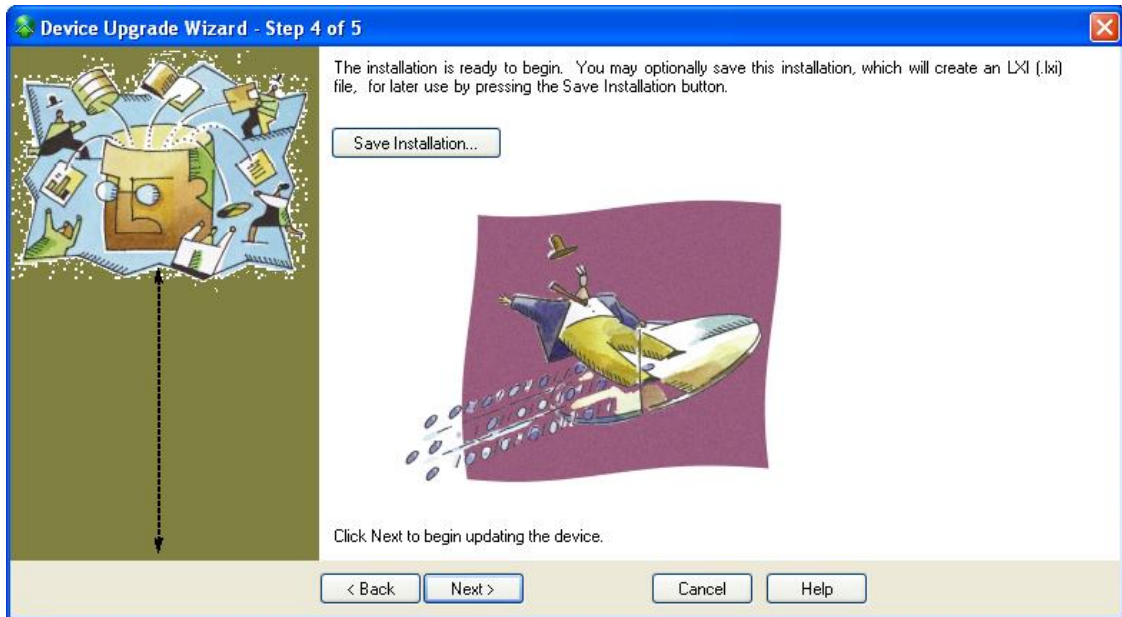 Device Upgrade Wizard - Step 4 of 5
The installation is ready to begin. You may optionally save this installation, which will create an LXI (.lxi)
file, for later use by pressing the Save Installation button.
Save Installation...
Click Next to begin updating the device.
< Back Next > Cancel Help